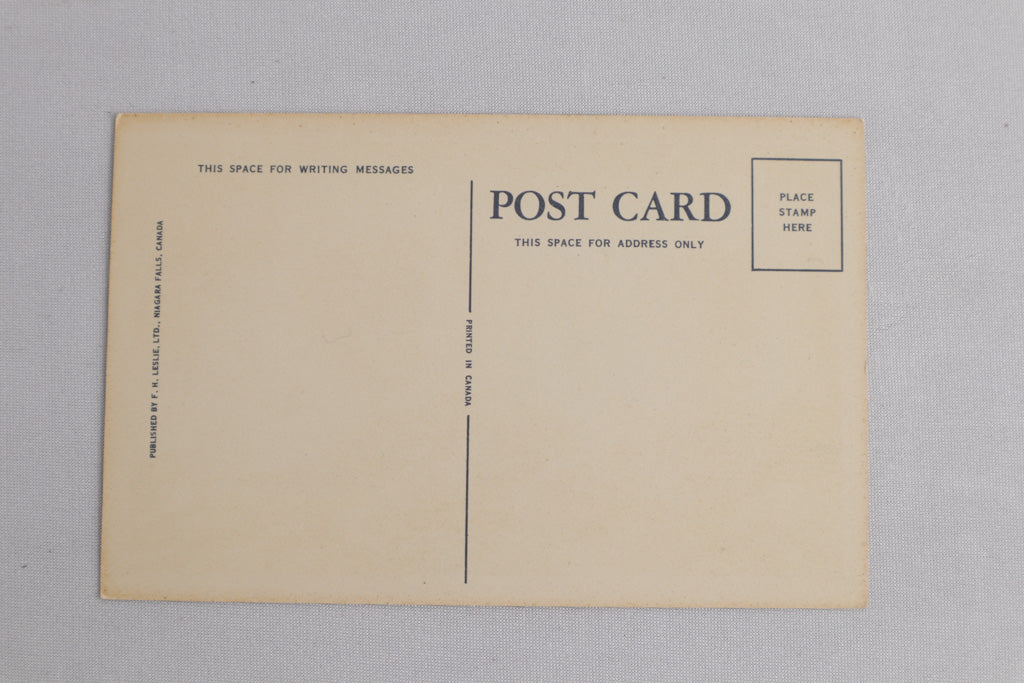 THIS SPACE FOR WRITING MESSAGES
PUBLISHED BY F. H. LESLIE, LTD., NIAGARA FALLS, CANADA
PRINTED IN CANADA
POST CARD
THIS SPACE FOR ADDRESS ONLY
PLACE
STAMP
HERE